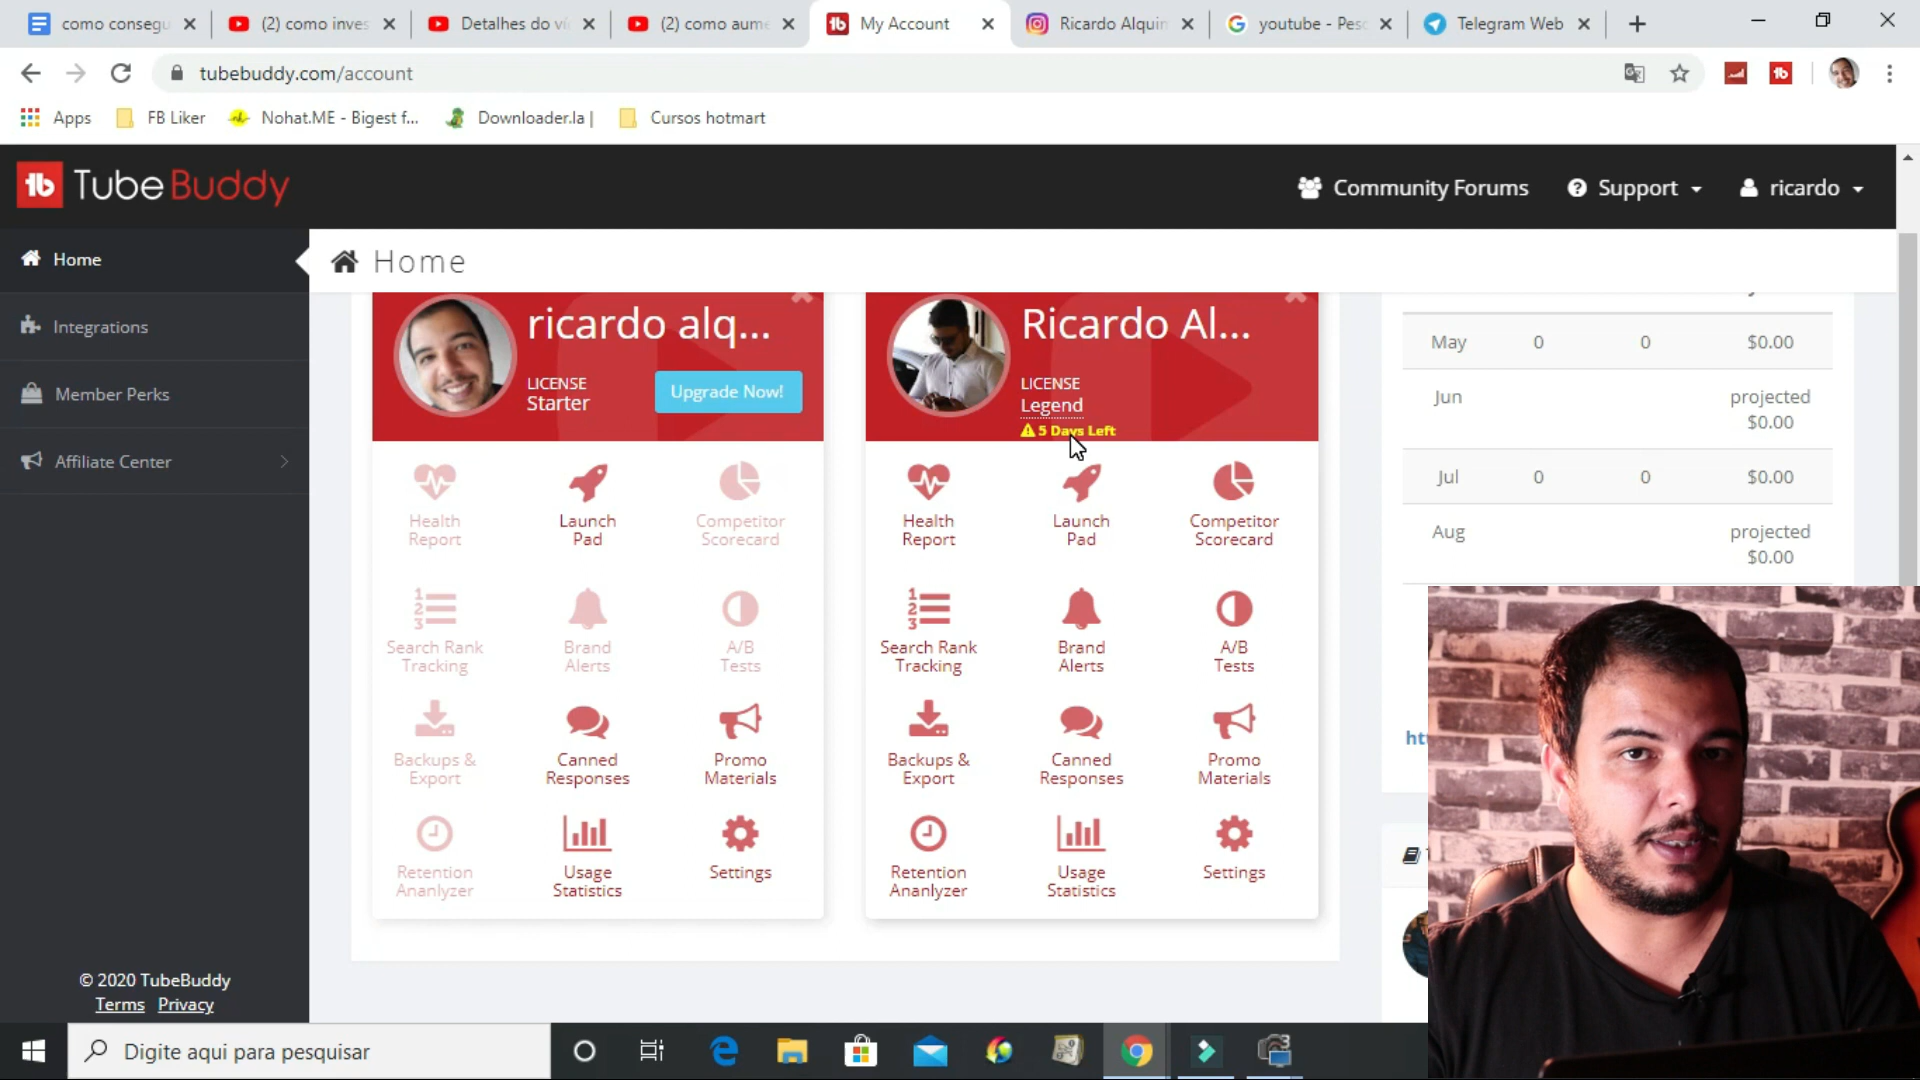 como consegu
(2) como inves
Detalhes do ví
(2) como aume
My Account
Ricardo Alquim
youtube - Pesq
Telegram Web
tubebuddy.com/account
Apps
FB Liker
Nohat.ME - Bigest f...
Downloader.la |
Cursos hotmart
tb TubeBuddy
Community Forums
Support
ricardo
Home
Integrations
Member Perks
Affiliate Center
© 2020 TubeBuddy
Terms Privacy
Home
ricardo alq...
LICENSE
Starter
Upgrade Now!
Health
Report
Launch
Pad
Competitor
Scorecard
Search Rank
Tracking
Brand
Alerts
A/B
Tests
Backups &
Export
Canned
Responses
Promo
Materials
Retention
Ananlyzer
Usage
Statistics
Settings
Ricardo Al...
LICENSE
Legend
5 Days Left
Health
Report
Launch
Pad
Competitor
Scorecard
Search Rank
Tracking
Brand
Alerts
A/B
Tests
Backups &
Export
Canned
Responses
Promo
Materials
Retention
Ananlyzer
Usage
Statistics
Settings
May 0 0 $0.00
Jun projected
$0.00
Jul 0 0 $0.00
Aug projected
$0.00
Digite aqui para pesquisar